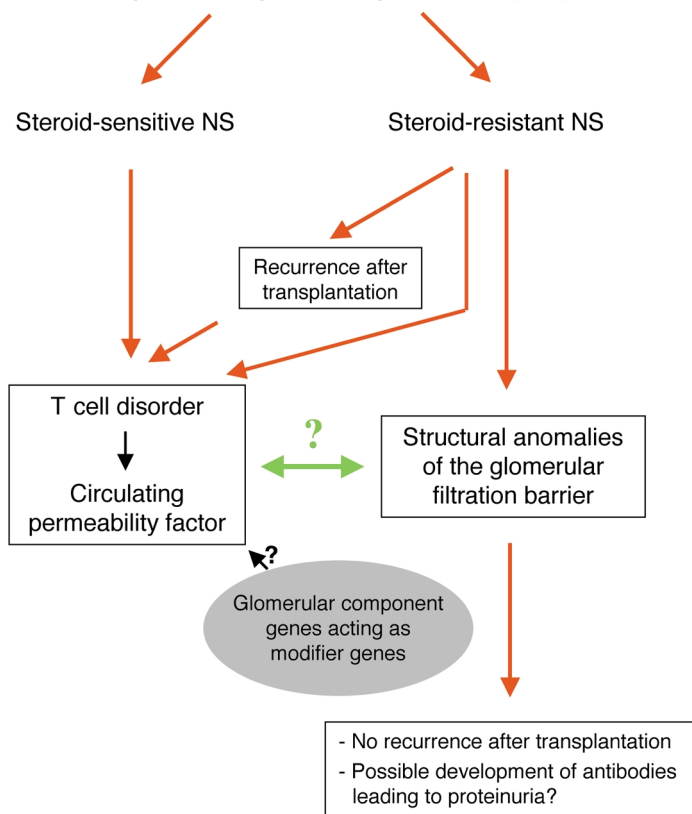 Steroid-sensitive NS
Steroid-resistant NS
Recurrence after
transplantation
T cell disorder
Circulating
permeability factor
?
Structural anomalies
of the glomerular
filtration barrier
?
Glomerular component
genes acting as
modifier genes
- No recurrence after transplantation
- Possible development of antibodies
leading to proteinuria?